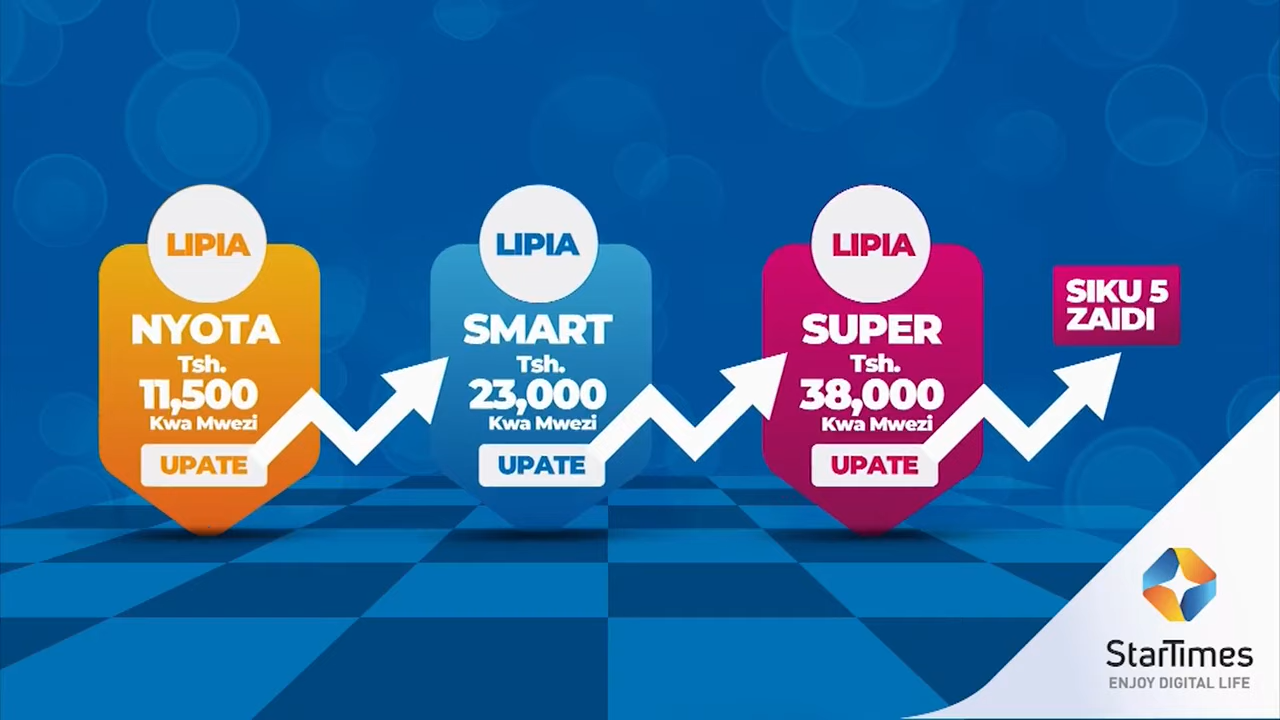 LIPIA
NYOTA
Tsh.
11,500
Kwa Mwezi
UPATE
LIPIA
SMART
Tsh.
23,000
Kwa Mwezi
UPATE
LIPIA
SUPER
Tsh.
38,000
Kwa Mwezi
UPATE
SIKU 5
ZAIDI
StarTimes
ENJOY DIGITAL LIFE